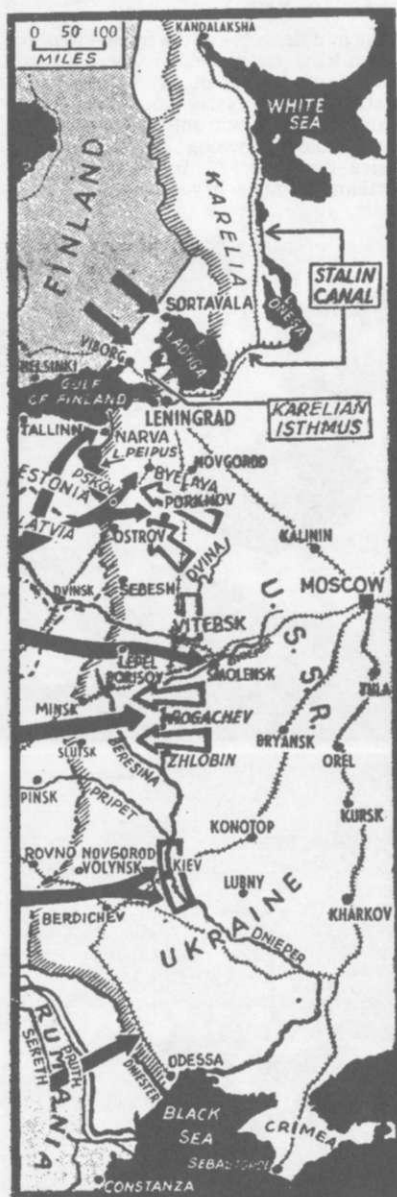 0 50 100
MILES
KANDALAKSHA
WHITE
SEA
FINLAND
KARELIA
STALIN
CANAL
ONEGA
SORTAVALA
LADOGA
VIBORG
HELSINKI
GULF
OF FINLAND
LENINGRAD
KARELIAN
ISTHMUS
TALLINN
NARVA
L. PEIPUS
ESTONIA
PSKOV
BYELAYA
NOVGOROD
LATVIA
PORKHOV
OSTROV
KALININ
DVINA
DVINSK
SEBESH
MOSCOW
U.S.S.R.
VITEBSK
LEPEL
BORISOV
SMOLENSK
TULA
MINSK
ROGACHEV
SLUTSK
BERESINA
BRYANSK
OREL
ZHLOBIN
PINSK
PRIPET
KURSK
KONOTOP
ROVNO
NOVGOROD
VOLYNSK
KIEV
LUBNY
KHARKOV
BERDICHEV
UKRAINE
DNIEPER
RUMANIA
SERETH
PRUTH
DNIESTER
ODESSA
BLACK
SEA
CRIMEA
SEBASTOPOL
CONSTANZA